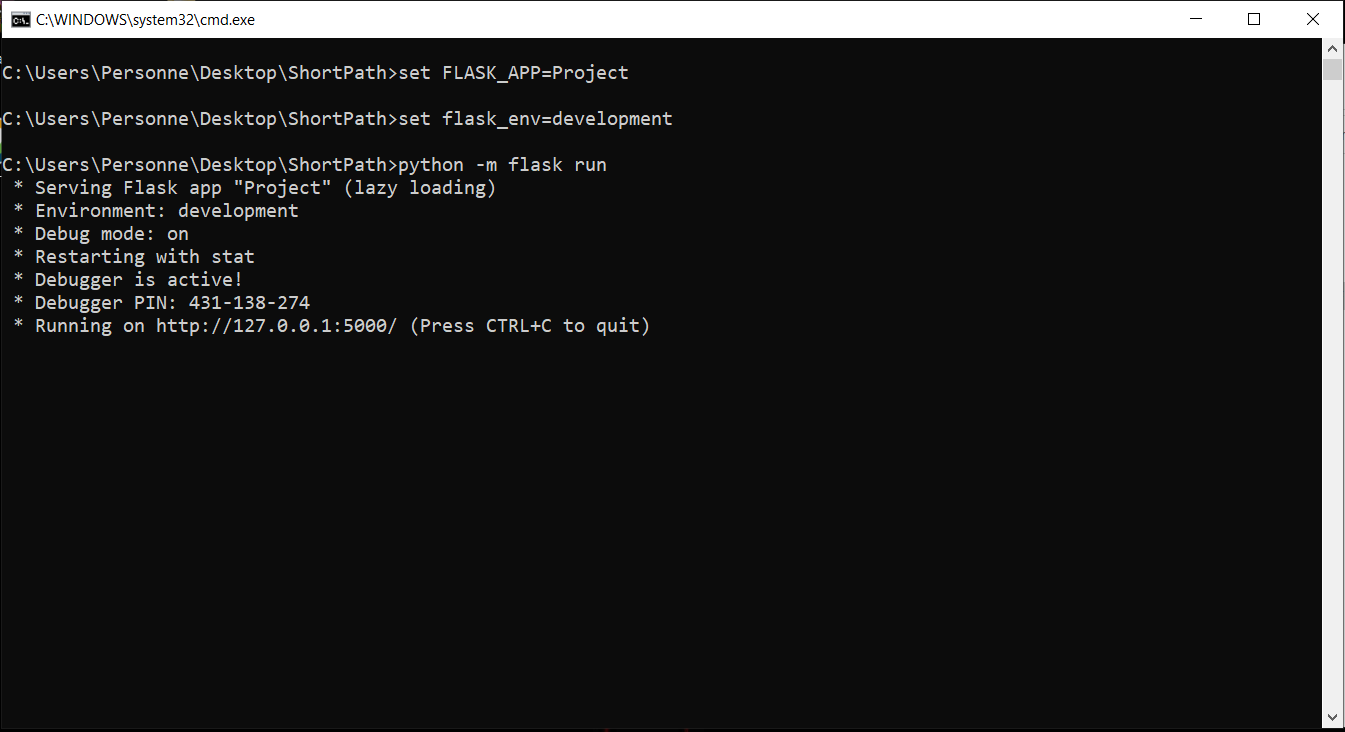 C:\WINDOWS\system32\cmd.exe
C:\Users\Personne\Desktop\ShortPath>set FLASK_APP=Project
C:\Users\Personne\Desktop\ShortPath>set flask_env=development
C:\Users\Personne\Desktop\ShortPath>python -m flask run
 * Serving Flask app "Project" (lazy loading)
 * Environment: development
 * Debug mode: on
 * Restarting with stat
 * Debugger is active!
 * Debugger PIN: 431-138-274
 * Running on http://127.0.0.1:5000/ (Press CTRL+C to quit)